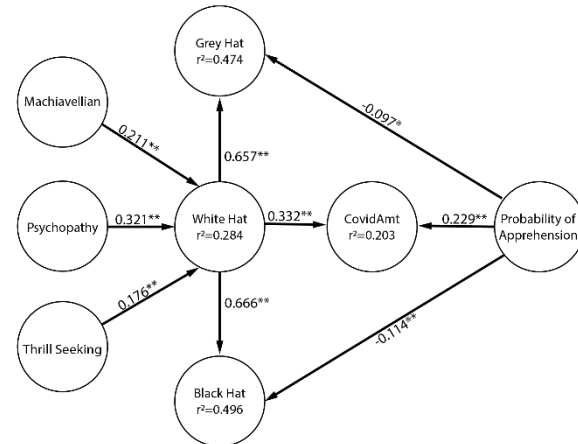 Grey Hat
r²=0.474
Machiavellian
-0.097*
0.211**
0.657**
Psychopathy
0.321**
White Hat
r²=0.284
0.332**
CovidAmt
r²=0.203
0.229**
Probability of
Apprehension
0.176**
0.666**
-0.114**
Thrill Seeking
Black Hat
r²=0.496